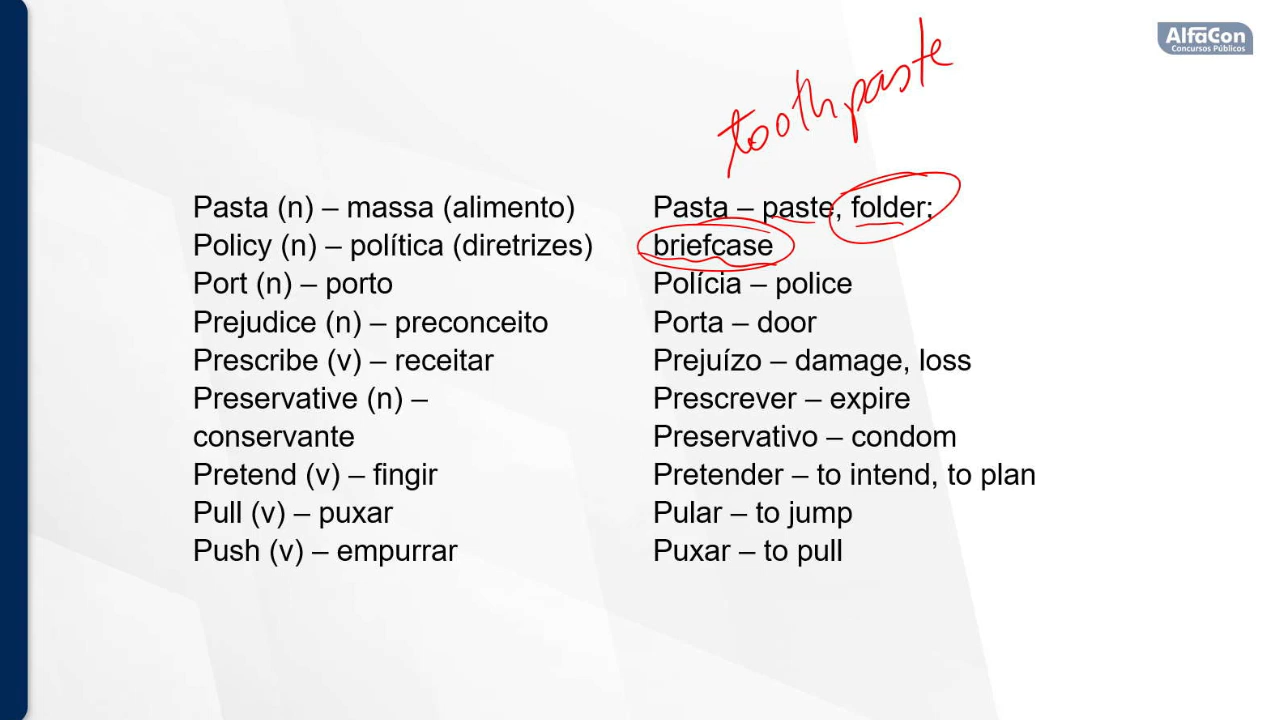 AlfaCon
Concursos Públicos
toothpaste
Pasta (n) – massa (alimento)
Policy (n) – política (diretrizes)
Port (n) – porto
Prejudice (n) – preconceito
Prescribe (v) – receitar
Preservative (n) –
conservante
Pretend (v) – fingir
Pull (v) – puxar
Push (v) – empurrar
Pasta – paste, folder;
briefcase
Polícia – police
Porta – door
Prejuízo – damage, loss
Prescrever – expire
Preservativo – condom
Pretender – to intend, to plan
Pular – to jump
Puxar – to pull